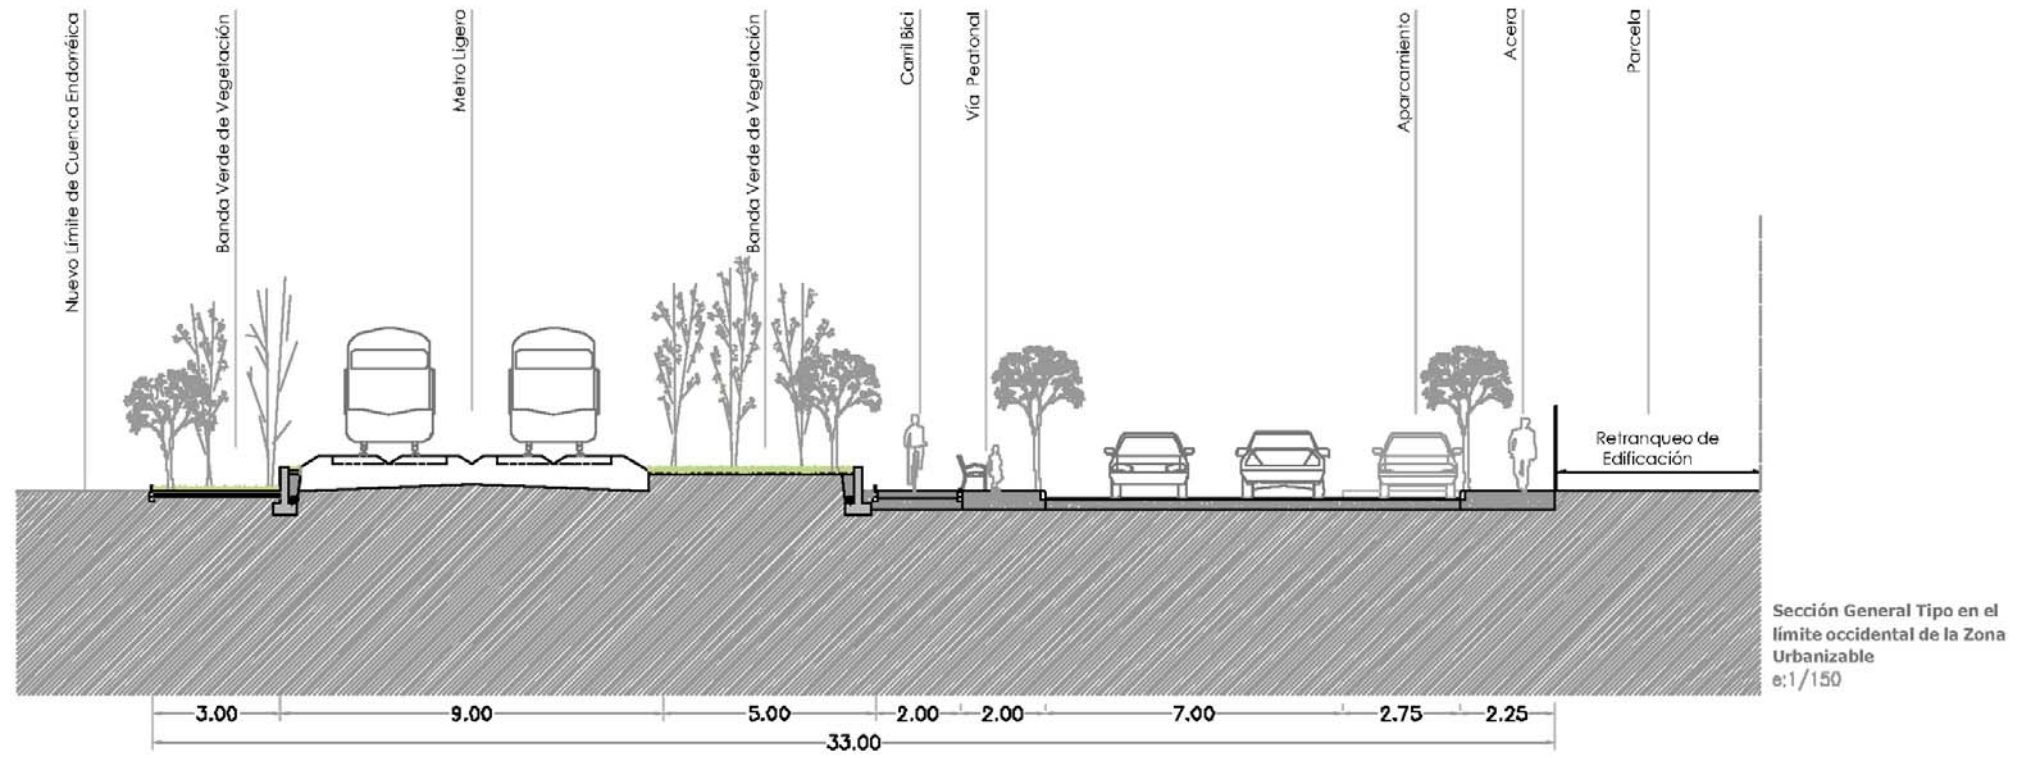 Nuevo Límite de Cuenca Endorréica
Banda Verde de Vegetación
Metro Ligero
Banda Verde de Vegetación
Carril Bici
Vía Peatonal
Aparcamiento
Acera
Parcela
Retranqueo de
Edificación
Sección General Tipo en el
límite occidental de la Zona
Urbanizable
e:1/150
3.00 9.00 5.00 2.00 2.00 7.00 2.75 2.25
33.00